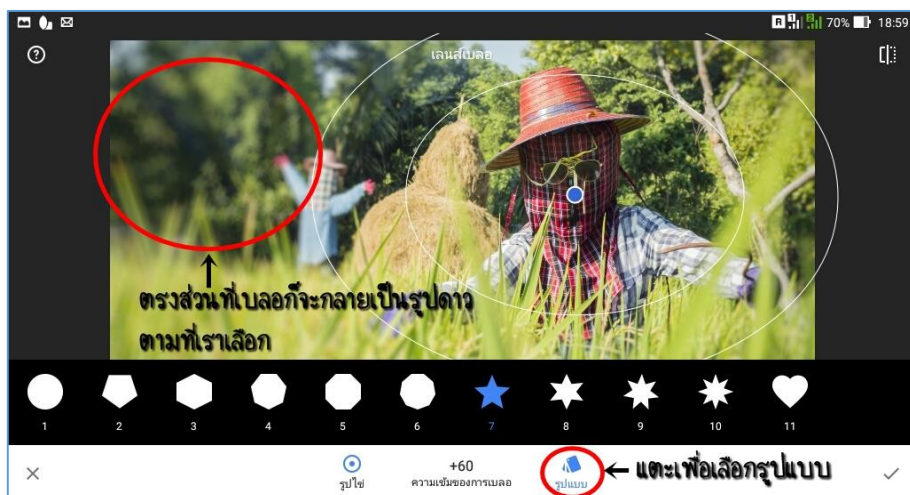 R 1 2 70% 18:59
เลนส์เบลอ
ตรงส่วนที่เบลอก็จะกลายเป็นรูปดาว
ตามที่เราเลือก
1 2 3 4 5 6 7 8 9 10 11
รูปไข่
+60
ความเข้มของการเบลอ
รูปแบบ
แตะเพื่อเลือกรูปแบบ